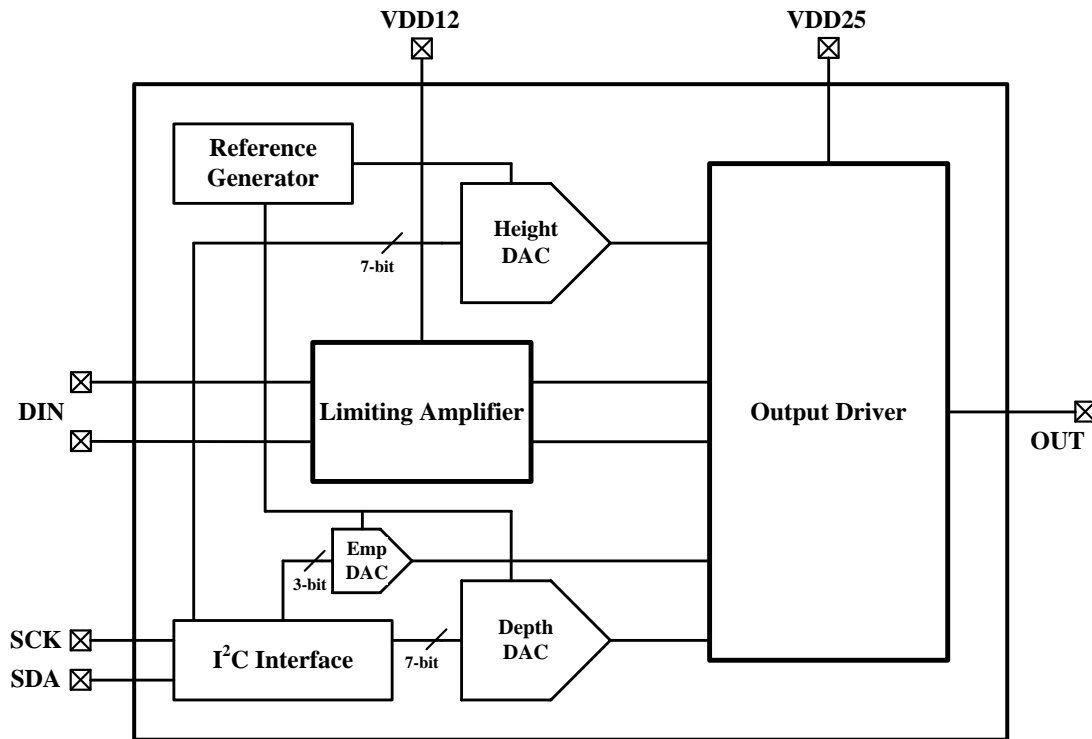 VDD12
VDD25
Reference
Generator
Height
DAC
7-bit
DIN
Limiting Amplifier
Output Driver
OUT
Emp
DAC
3-bit
SCK
SDA
I²C Interface
7-bit
Depth
DAC